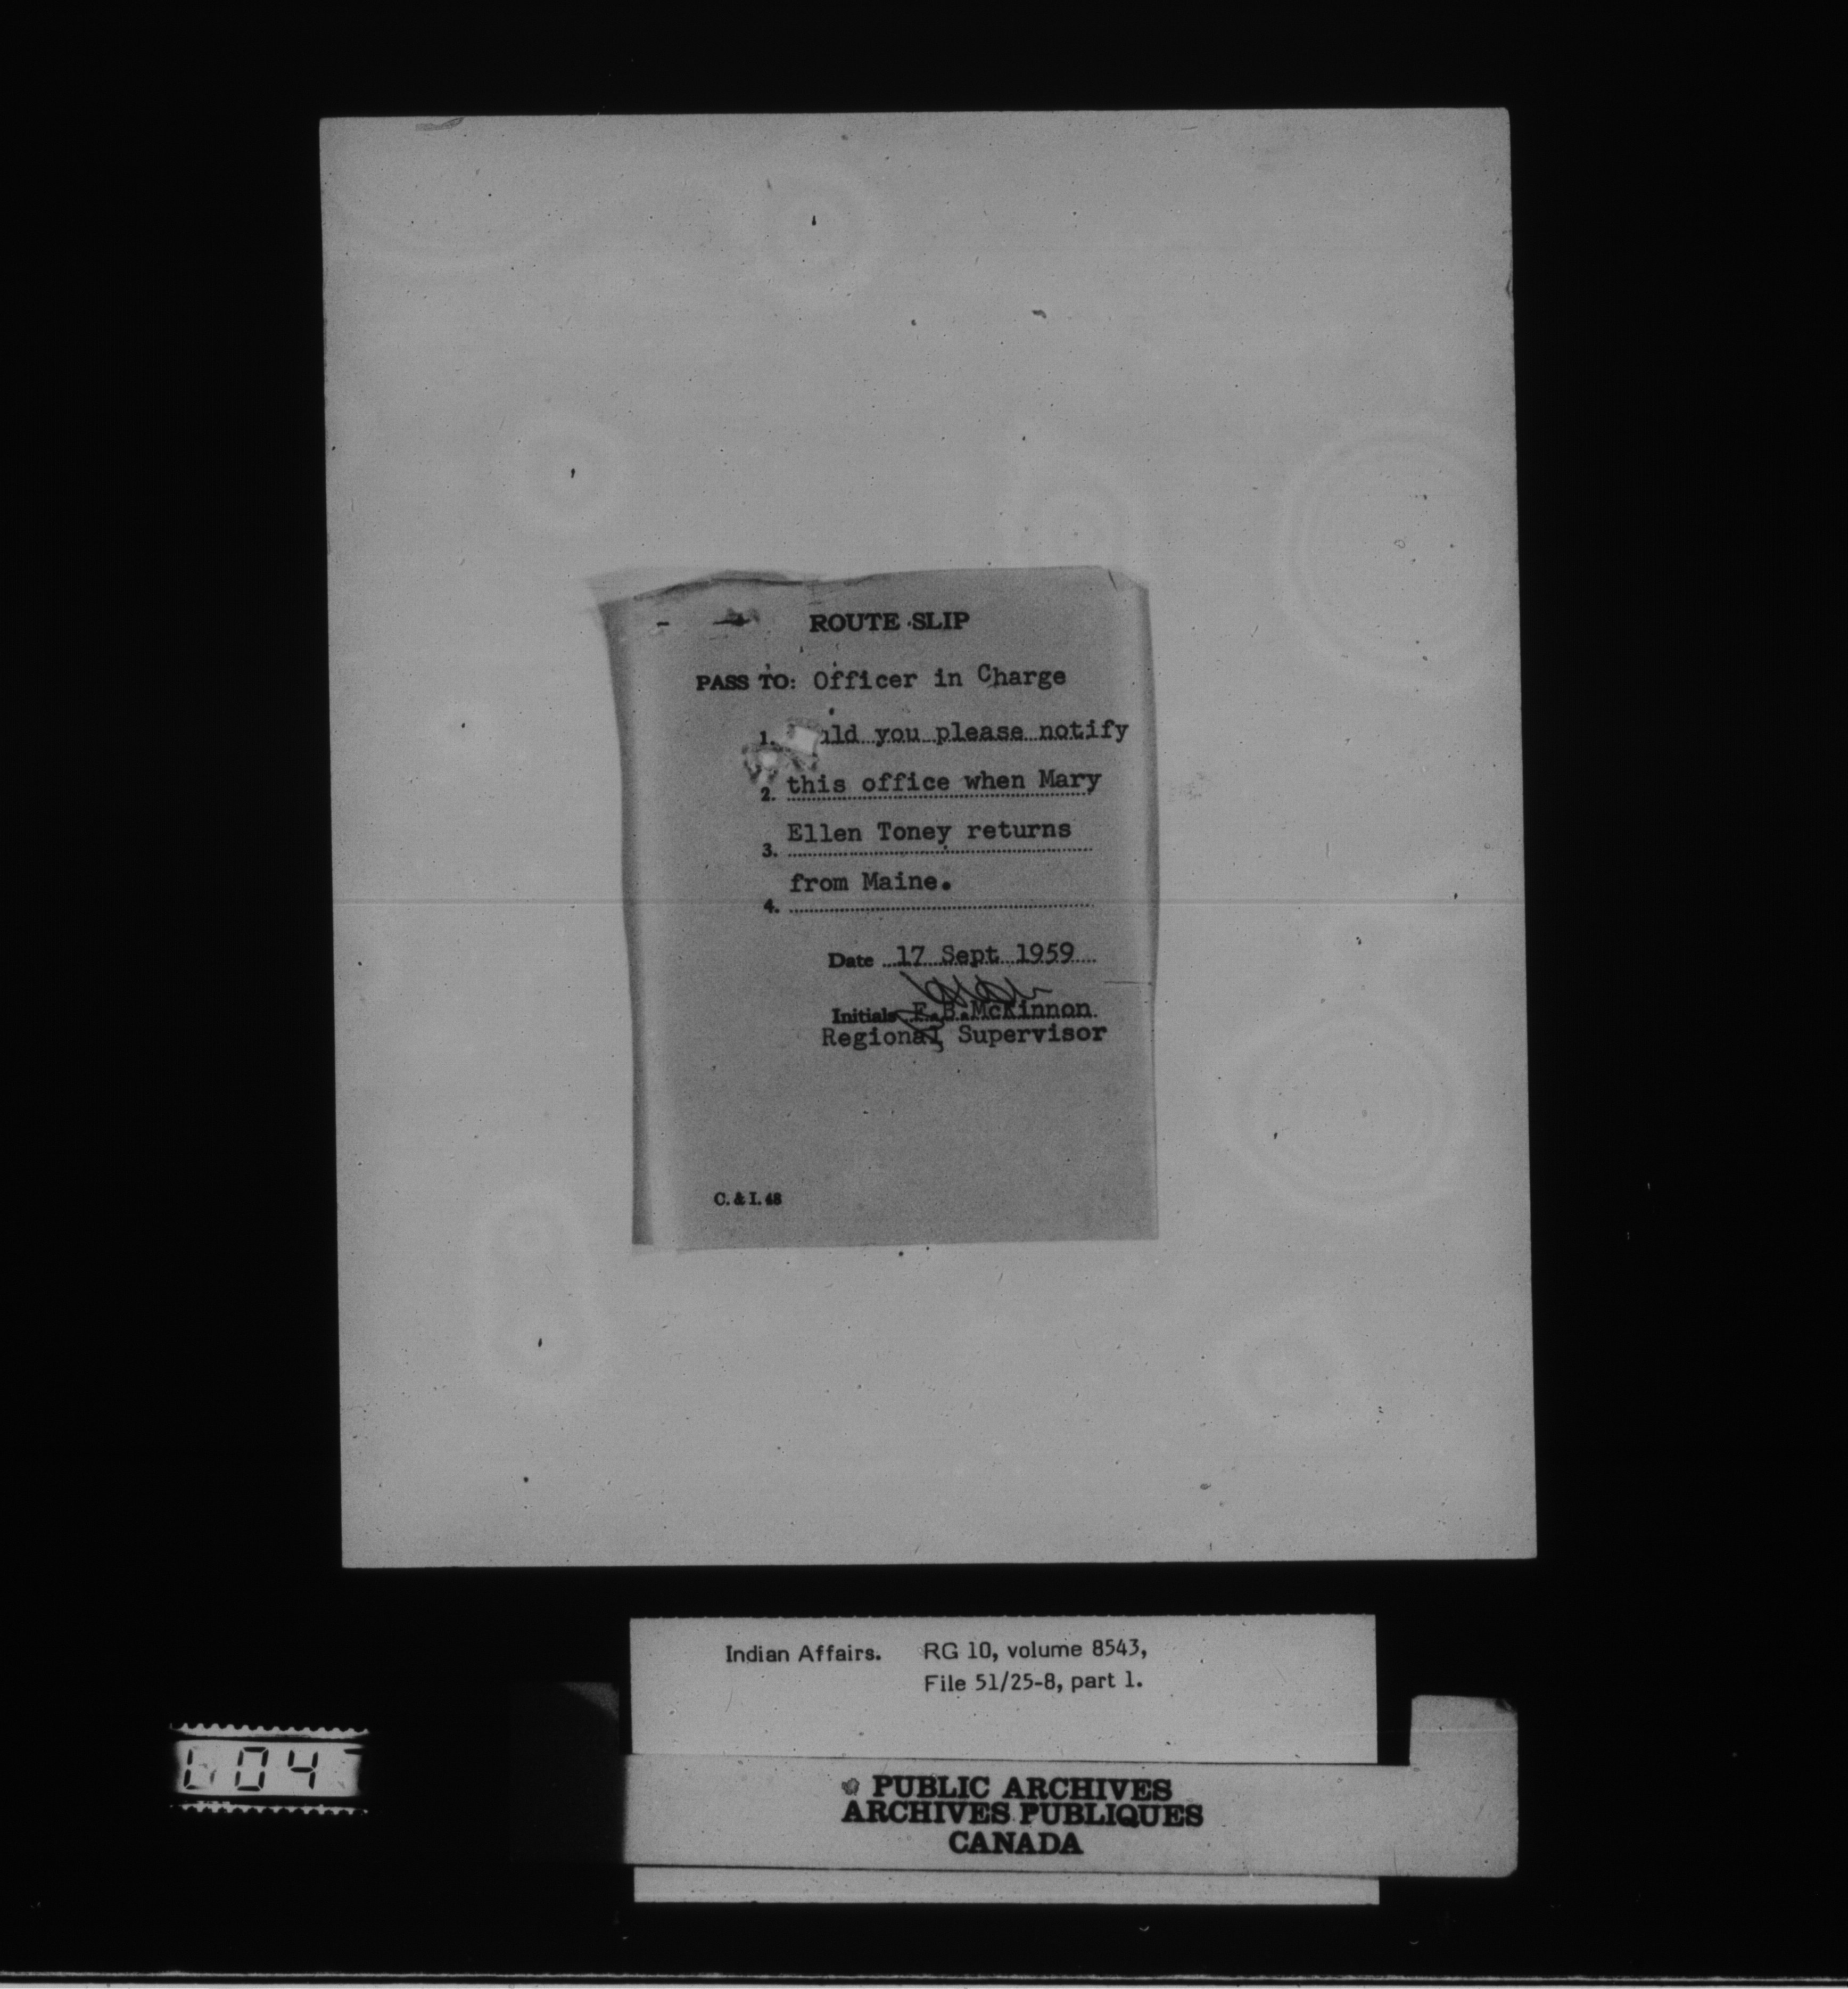 ROUTE SLIP
PASS TO: Officer in Charge
1. you please notify
2. this office when Mary
3. Ellen Toney returns
4. from Maine.
Date 17 Sept 1959
Initials B. McKinnon
Regional Supervisor
C. & I. 48
Indian Affairs. RG 10, volume 8543,
File 51/25-8, part 1.
PUBLIC ARCHIVES
ARCHIVES PUBLIQUES
CANADA